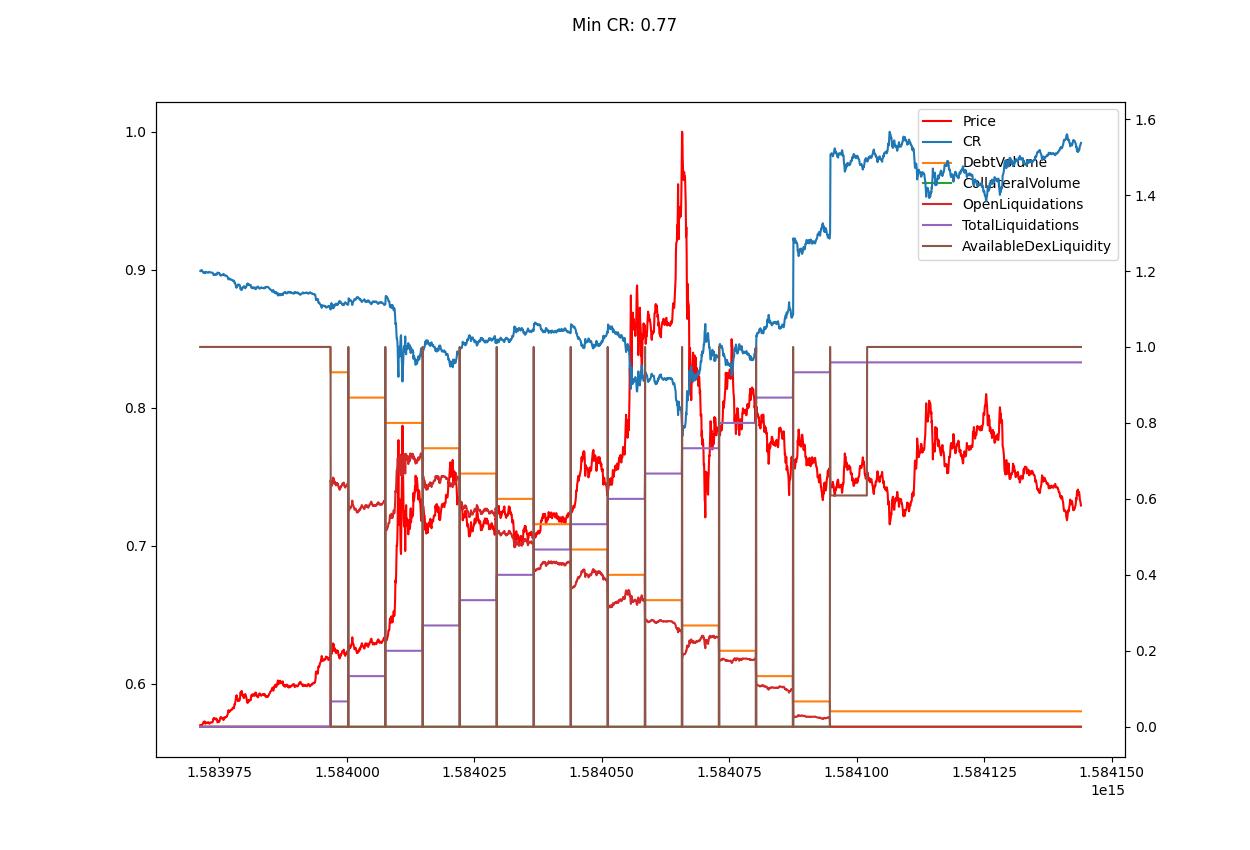 Min CR: 0.77
1.0
0.9
0.8
0.7
0.6
1.6
1.4
1.2
1.0
0.8
0.6
0.4
0.2
0.0
Price
CR
DebtVolume
CollateralVolume
OpenLiquidations
TotalLiquidations
AvailableDexLiquidity
1.583975 1.584000 1.584025 1.584050 1.584075 1.584100 1.584125 1.584150
1e15